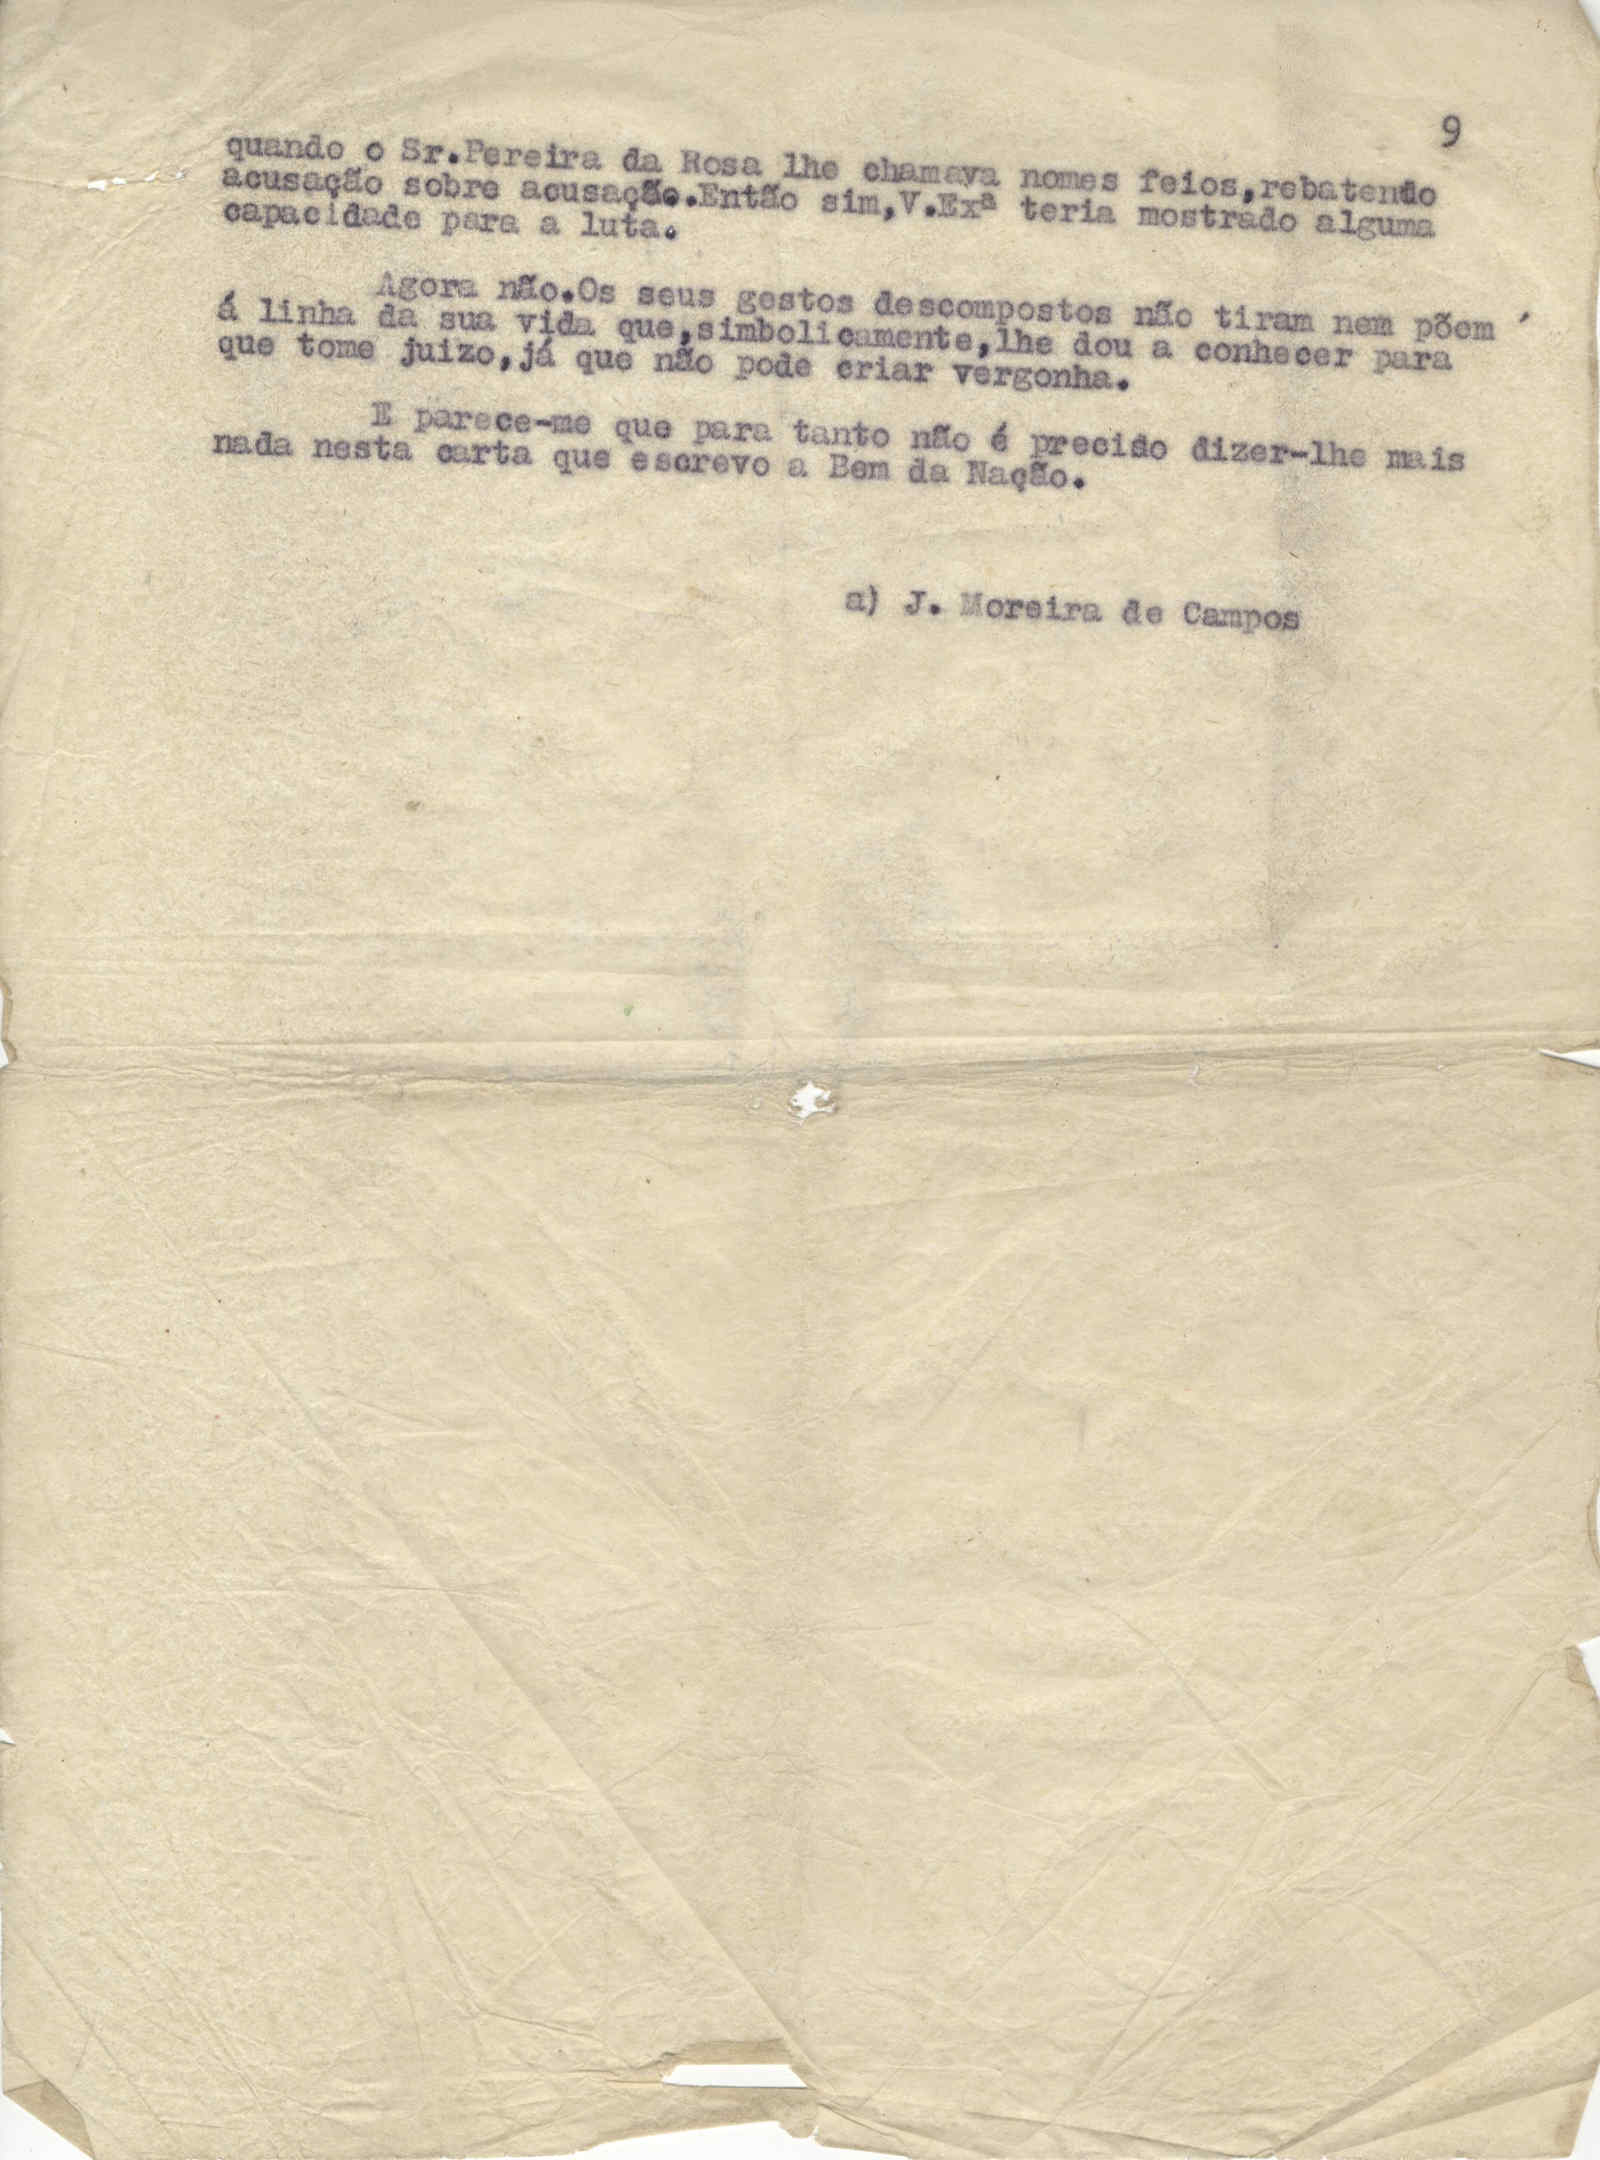 9
quando o Sr.Pereira da Rosa lhe chamava nomes feios,rebatendo
acusação sobre acusação.Então sim,V.Exª teria mostrado alguma
capacidade para a luta.
Agora não.Os seus gestos descompostos não tiram nem põem
á linha da sua vida que,simbolicamente,lhe dou a conhecer para
que tome juizo,já que não pode criar vergonha.
E parece-me que para tanto não é preciso dizer-lhe mais
nada nesta carta que escrevo a Bem da Nação.
a) J. Moreira de Campos